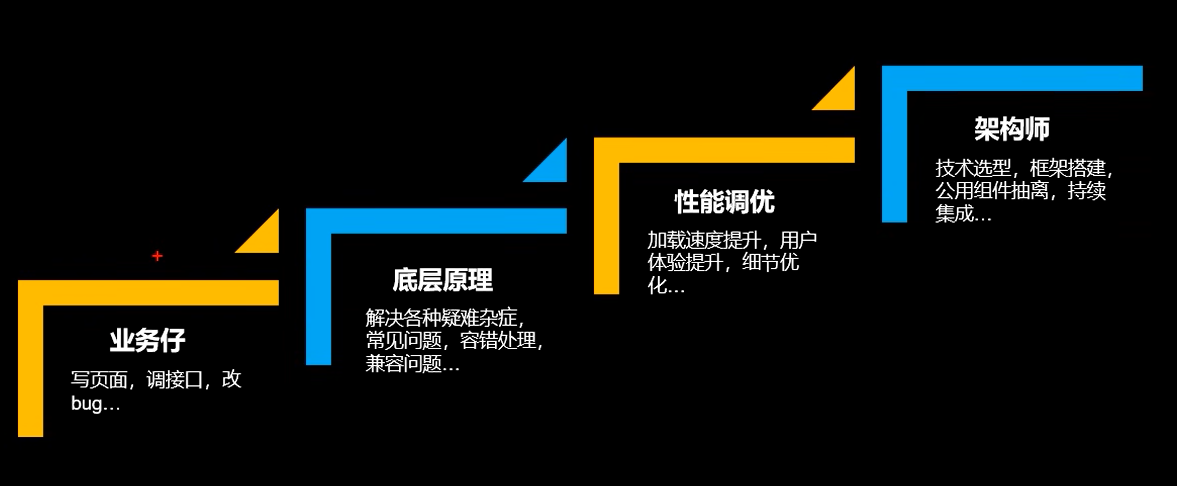 业务仔
写页面，调接口，改
bug...
底层原理
解决各种疑难杂症，
常见问题，容错处理，
兼容问题...
性能调优
加载速度提升，用户
体验提升，细节优
化...
架构师
技术选型，框架搭建，
公用组件抽离，持续
集成...